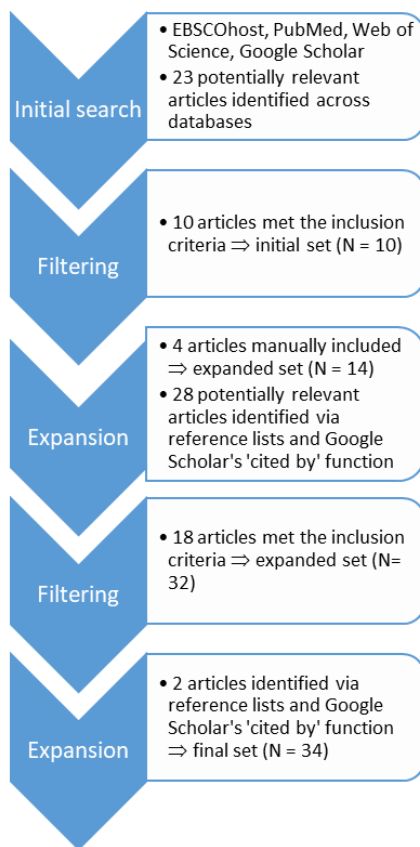 Initial search
• EBSCOhost, PubMed, Web of
Science, Google Scholar
• 23 potentially relevant
articles identified across
databases
Filtering
• 10 articles met the inclusion
criteria ⇒ initial set (N = 10)
Expansion
• 4 articles manually included
⇒ expanded set (N = 14)
• 28 potentially relevant
articles identified via
reference lists and Google
Scholar's 'cited by' function
Filtering
• 18 articles met the inclusion
criteria ⇒ expanded set (N=
32)
Expansion
• 2 articles identified via
reference lists and Google
Scholar's 'cited by' function
⇒ final set (N = 34)